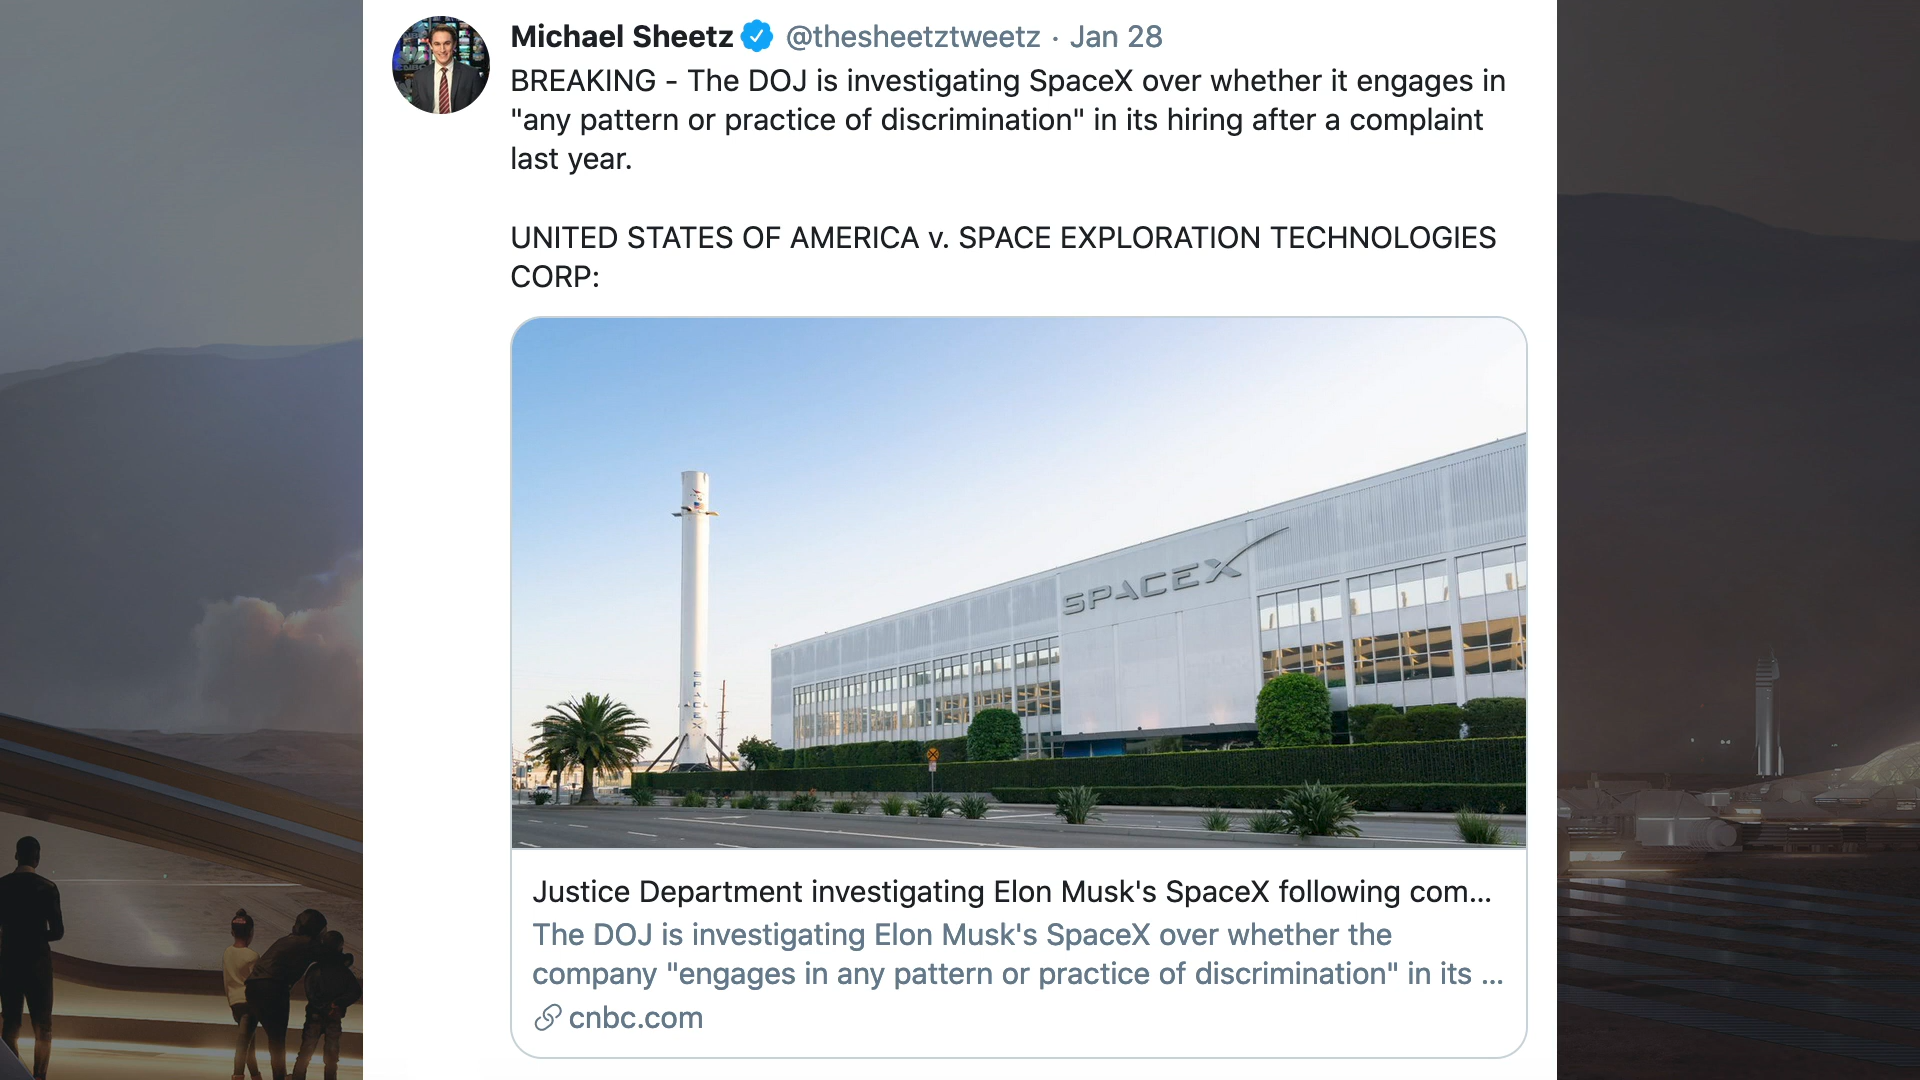 Michael Sheetz @thesheetztweetz · Jan 28
BREAKING - The DOJ is investigating SpaceX over whether it engages in
"any pattern or practice of discrimination" in its hiring after a complaint
last year.
UNITED STATES OF AMERICA v. SPACE EXPLORATION TECHNOLOGIES
CORP:
SPACEX
SPACEX
Justice Department investigating Elon Musk's SpaceX following com...
The DOJ is investigating Elon Musk's SpaceX over whether the
company "engages in any pattern or practice of discrimination" in its ...
cnbc.com